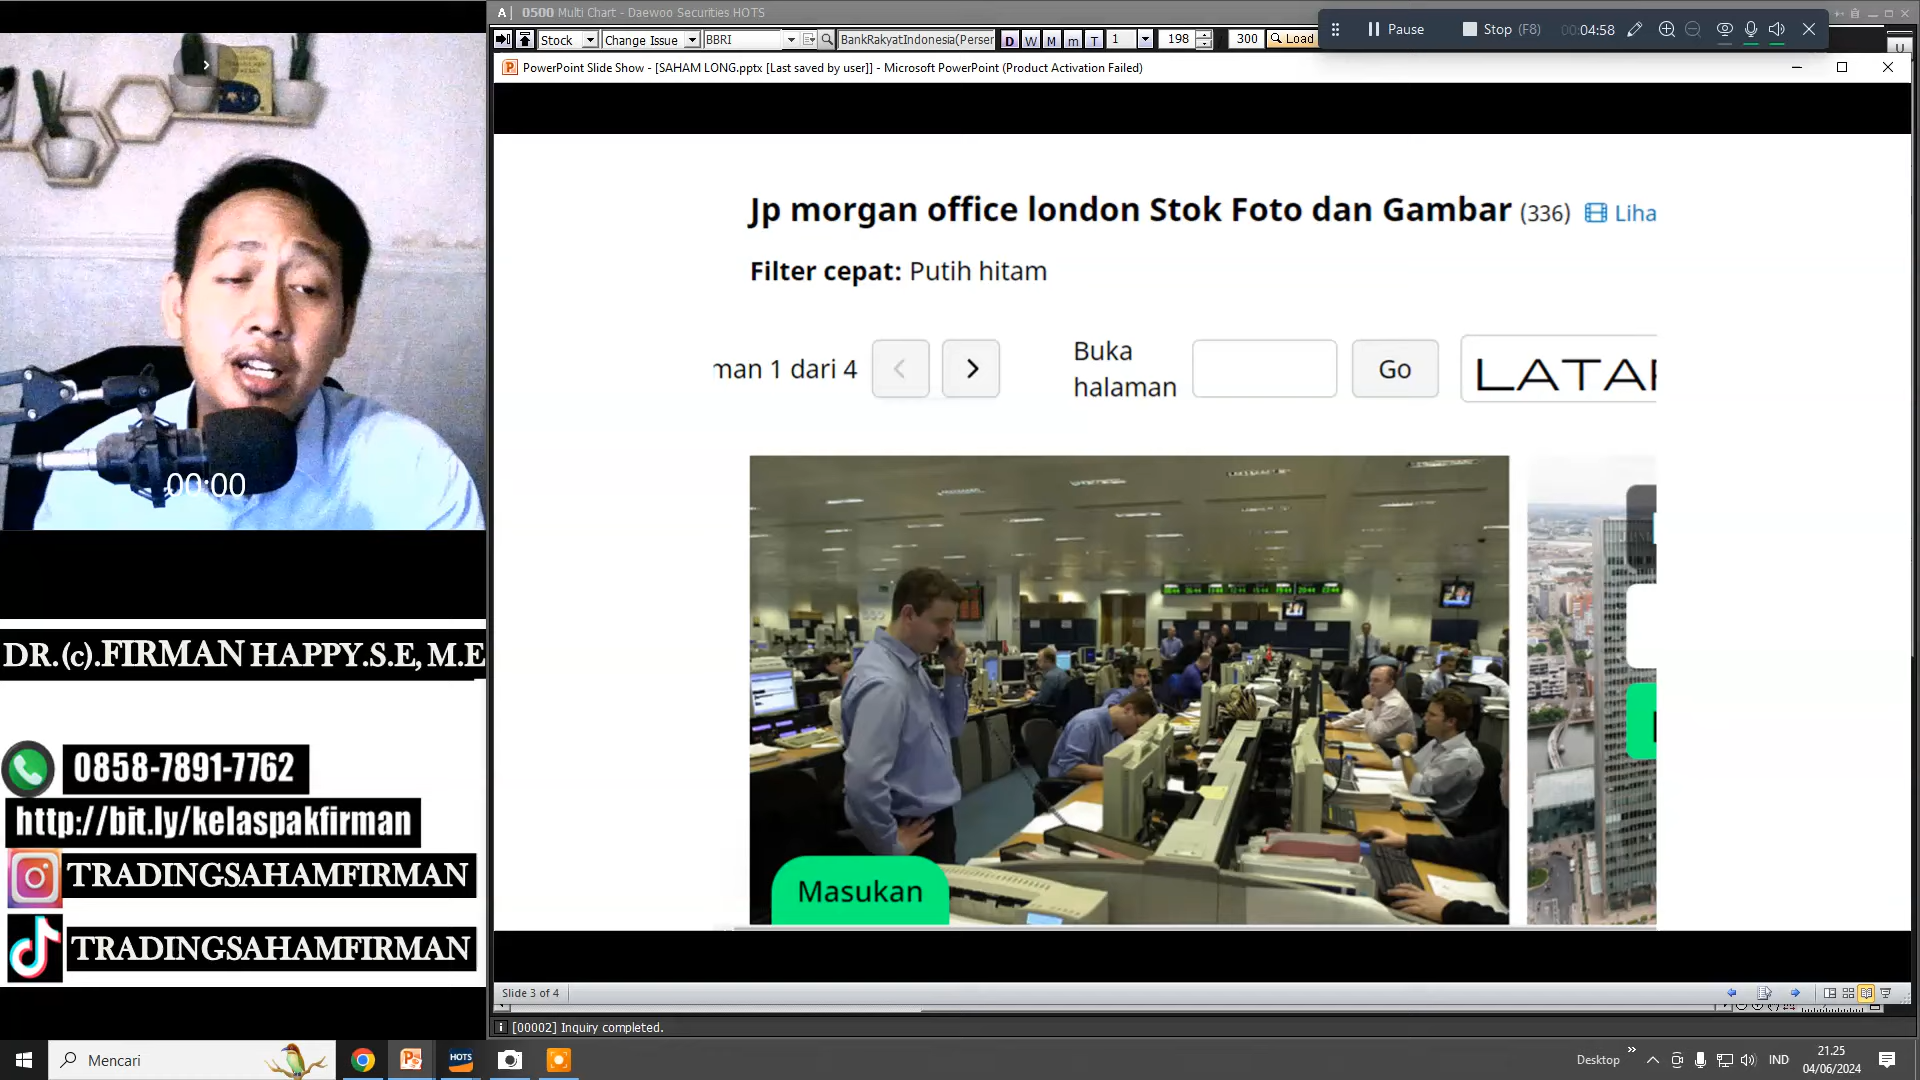 A | 0500 Multi Chart - Daewoo Securities HOTS
Stock Change Issue BBRI BankRakyatIndonesia(Perser D W M m T 1 198 300 Load
Pause Stop (F8) 00:04:58
PowerPoint Slide Show - [SAHAM LONG.pptx [Last saved by user]] - Microsoft PowerPoint (Product Activation Failed)
Jp morgan office london Stok Foto dan Gambar (336) Liha
Filter cepat: Putih hitam
man 1 dari 4
Buka
halaman
Go
LATAR
Masukan
00:00
DR.(c).FIRMAN HAPPY.S.E, M.E
0858-7891-7762
http://bit.ly/kelaspakfirman
TRADINGSAHAMFIRMAN
TRADINGSAHAMFIRMAN
Slide 3 of 4
[00002] Inquiry completed.
Mencari
HOTS
Desktop
IND
21.25
04/06/2024